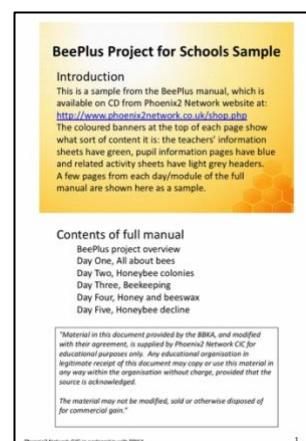 BeePlus Project for Schools Sample
Introduction
This is a sample from the BeePlus manual, which is
available on CD from Phoenix2 Network website at:
http://www.phoenix2network.co.uk/shop.php
The coloured banners at the top of each page show
what sort of content it is: the teachers' information
sheets have green, pupil information pages have blue
and related activity sheets have light grey headers.
A few pages from each day/module of the full
manual are shown here as a sample.
Contents of full manual
BeePlus project overview
Day One, All about bees
Day Two, Honeybee colonies
Day Three, Beekeeping
Day Four, Honey and beeswax
Day Five, Honeybee decline
"Material in this document provided by the BBKA, and modified
with their agreement, is supplied by Phoenix2 Network CIC for
educational purposes only. Any educational organisation in
legitimate receipt of this document may copy or use this material in
any way within the organisation without charge, provided that the
source is acknowledged.
The material may not be modified, sold or otherwise disposed of
for commercial gain."
Phoenix2 Network CIC in partnership with BBKA
1